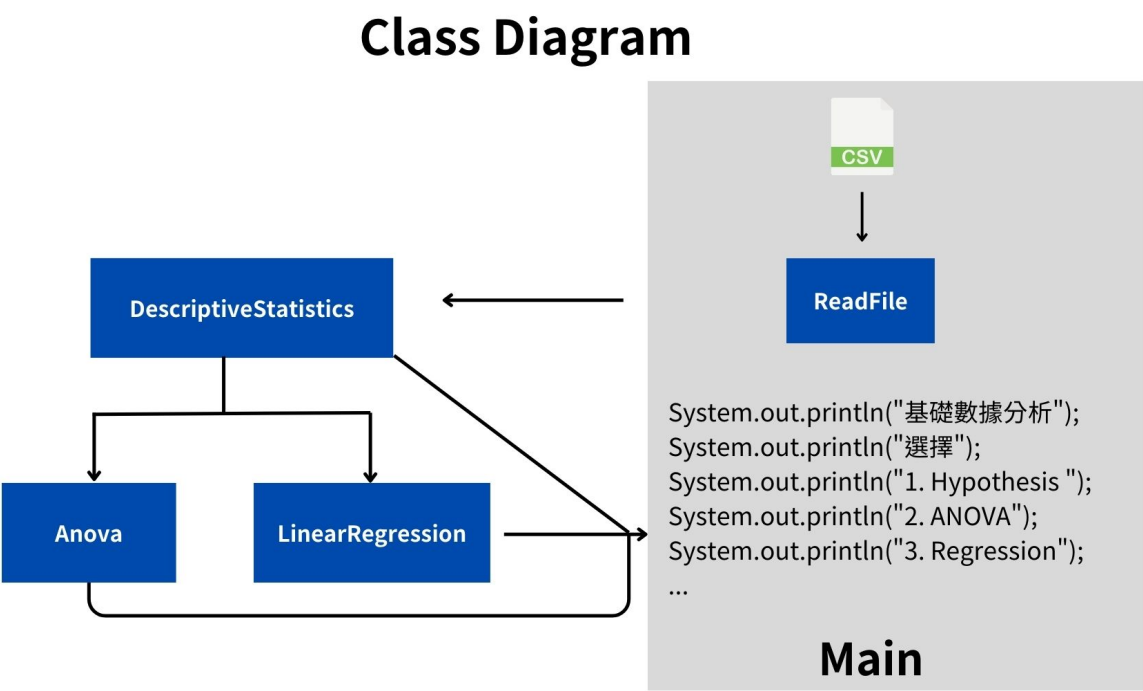 Class Diagram
CSV
DescriptiveStatistics
ReadFile
Anova
LinearRegression
System.out.println("基礎數據分析");
System.out.println("選擇");
System.out.println("1. Hypothesis ");
System.out.println("2. ANOVA");
System.out.println("3. Regression");
...
Main